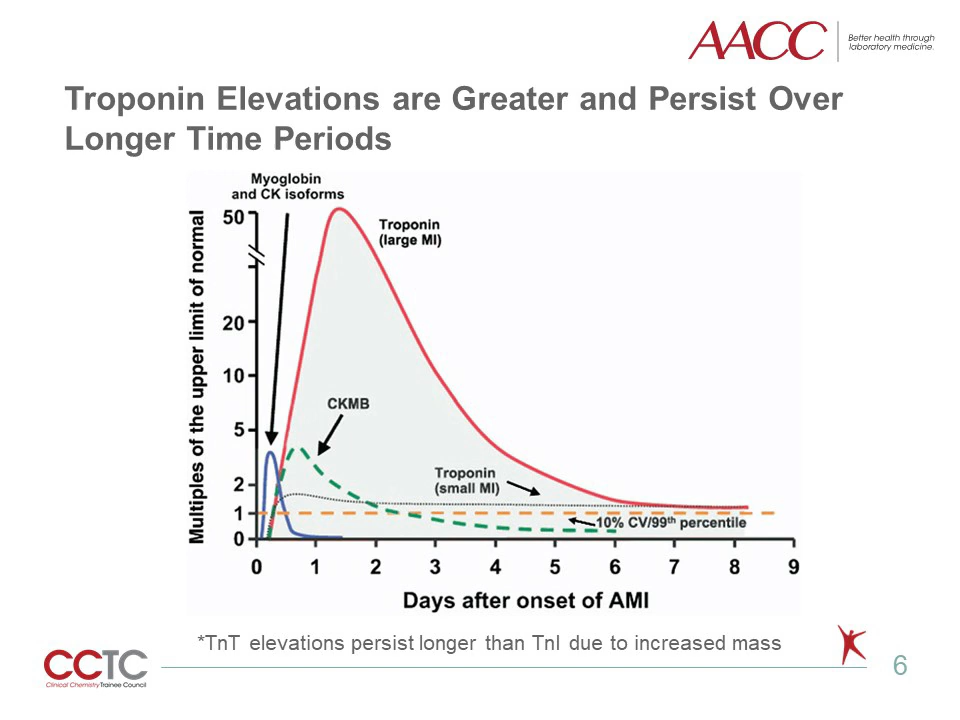 AACC
Better health through
laboratory medicine.
Troponin Elevations are Greater and Persist Over
Longer Time Periods
Myoglobin
and CK isoforms
Troponin
(large MI)
Multiples of the upper limit of normal
50
20
10
5
2
1
0
CKMB
Troponin
(small MI)
10% CV/99th percentile
0 1 2 3 4 5 6 7 8 9
Days after onset of AMI
*TnT elevations persist longer than TnI due to increased mass
CCTC
Clinical Chemistry Trainee Council
6